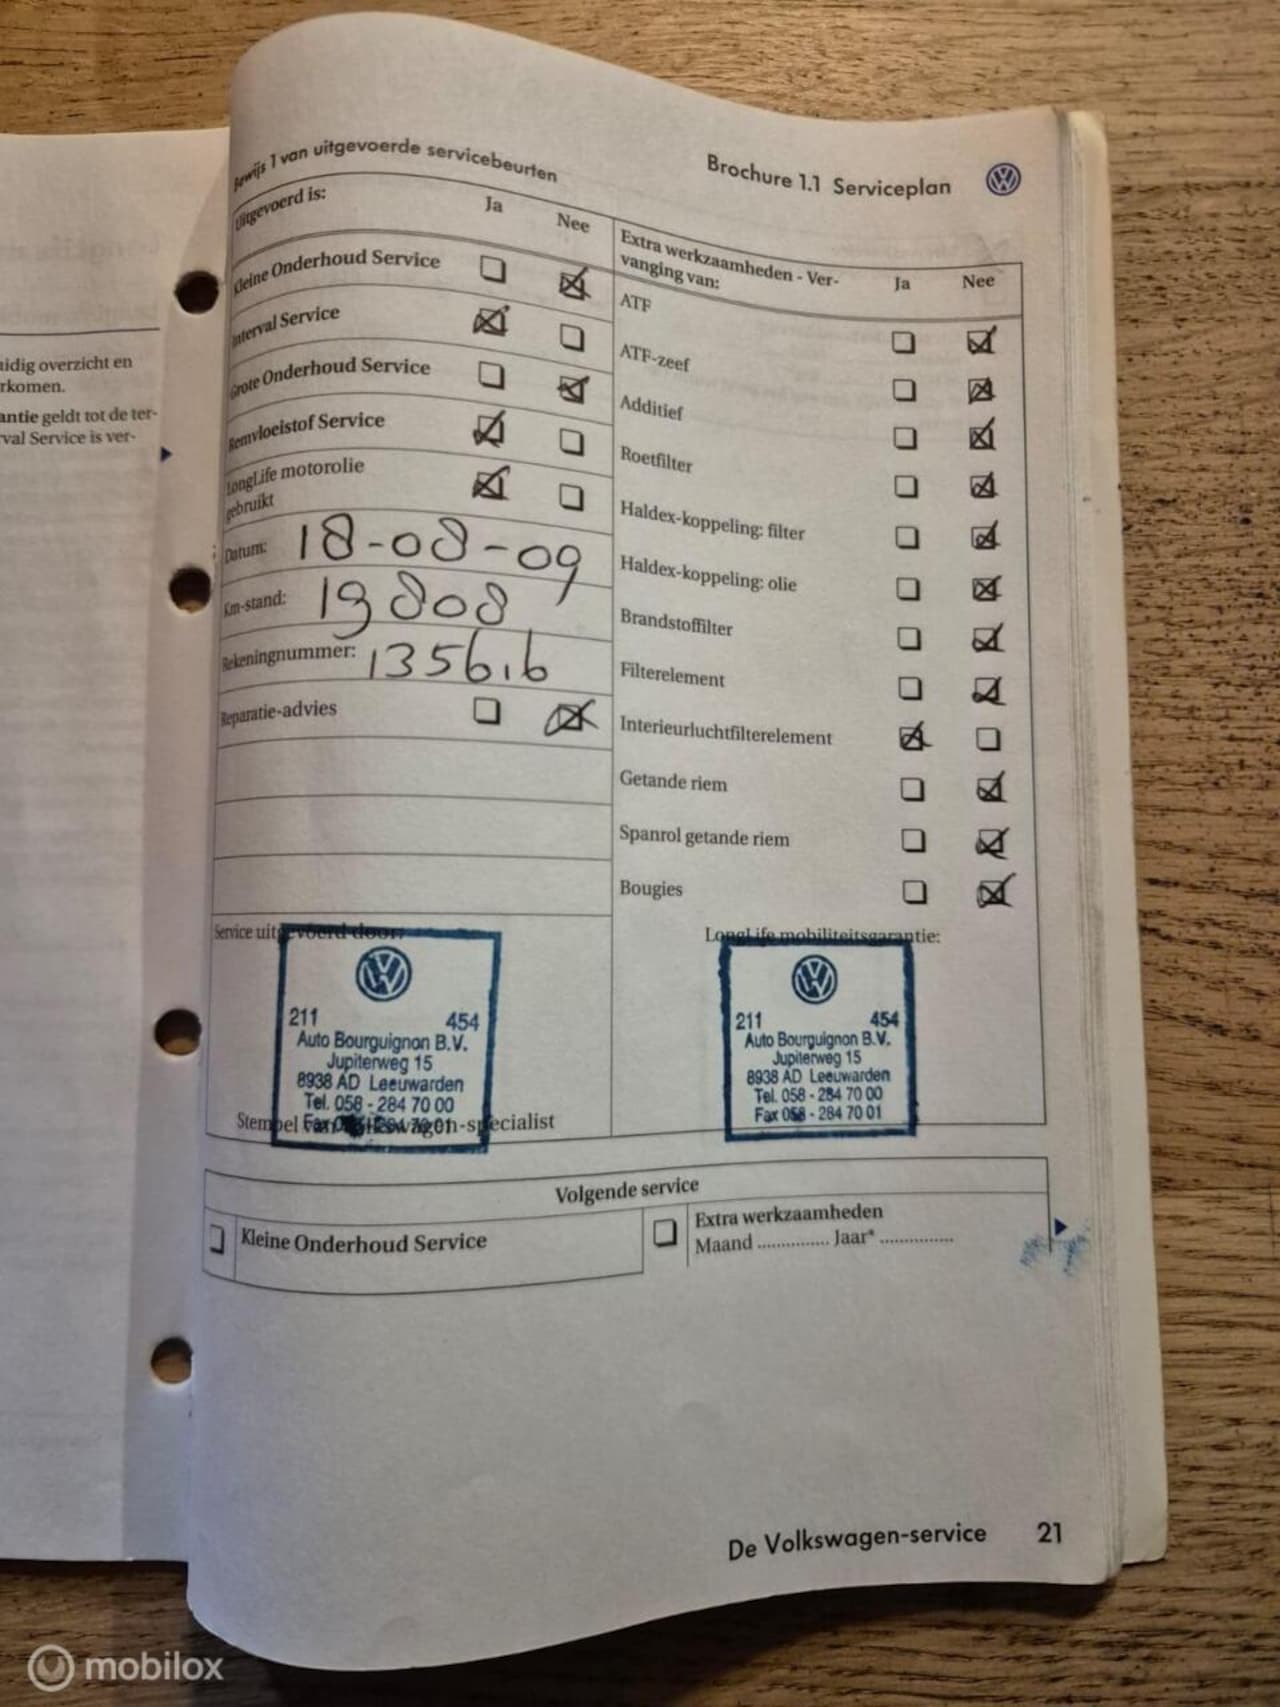 Brochure 1.1 Serviceplan
Bewijs 1 van uitgevoerde servicebeurten
Uitgevoerd is:
Ja
Nee
Kleine Onderhoud Service
Interval Service
Grote Onderhoud Service
Remvloeistof Service
LongLife motorolie
gebruikt
Datum: 18-08-09
Km-stand: 19808
Rekeningnummer: 135616
Reparatie-advies
Extra werkzaamheden - Ver-
vanging van:
Ja
Nee
ATF
ATF-zeef
Additief
Roetfilter
Haldex-koppeling: filter
Haldex-koppeling: olie
Brandstoffilter
Filterelement
Interieurluchtfilterelement
Getande riem
Spanrol getande riem
Bougies
Service uitgevoerd door:
211 454
Auto Bourguignon B.V.
Jupiterweg 15
8938 AD Leeuwarden
Tel. 058 - 284 70 00
Fax 058 - 284 70 01
Stempel van Volkswagen-specialist
LongLife mobiliteitsgarantie:
211 454
Auto Bourguignon B.V.
Jupiterweg 15
8938 AD Leeuwarden
Tel. 058 - 284 70 00
Fax 058 - 284 70 01
Volgende service
Kleine Onderhoud Service
Extra werkzaamheden
Maand .............. Jaar* ..............
De Volkswagen-service 21
overzicht en
rkomen.
antie geldt tot de ter-
rval Service is ver-
mobilox